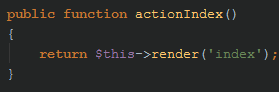 public function actionIndex()
{
    return $this->render('index');
}